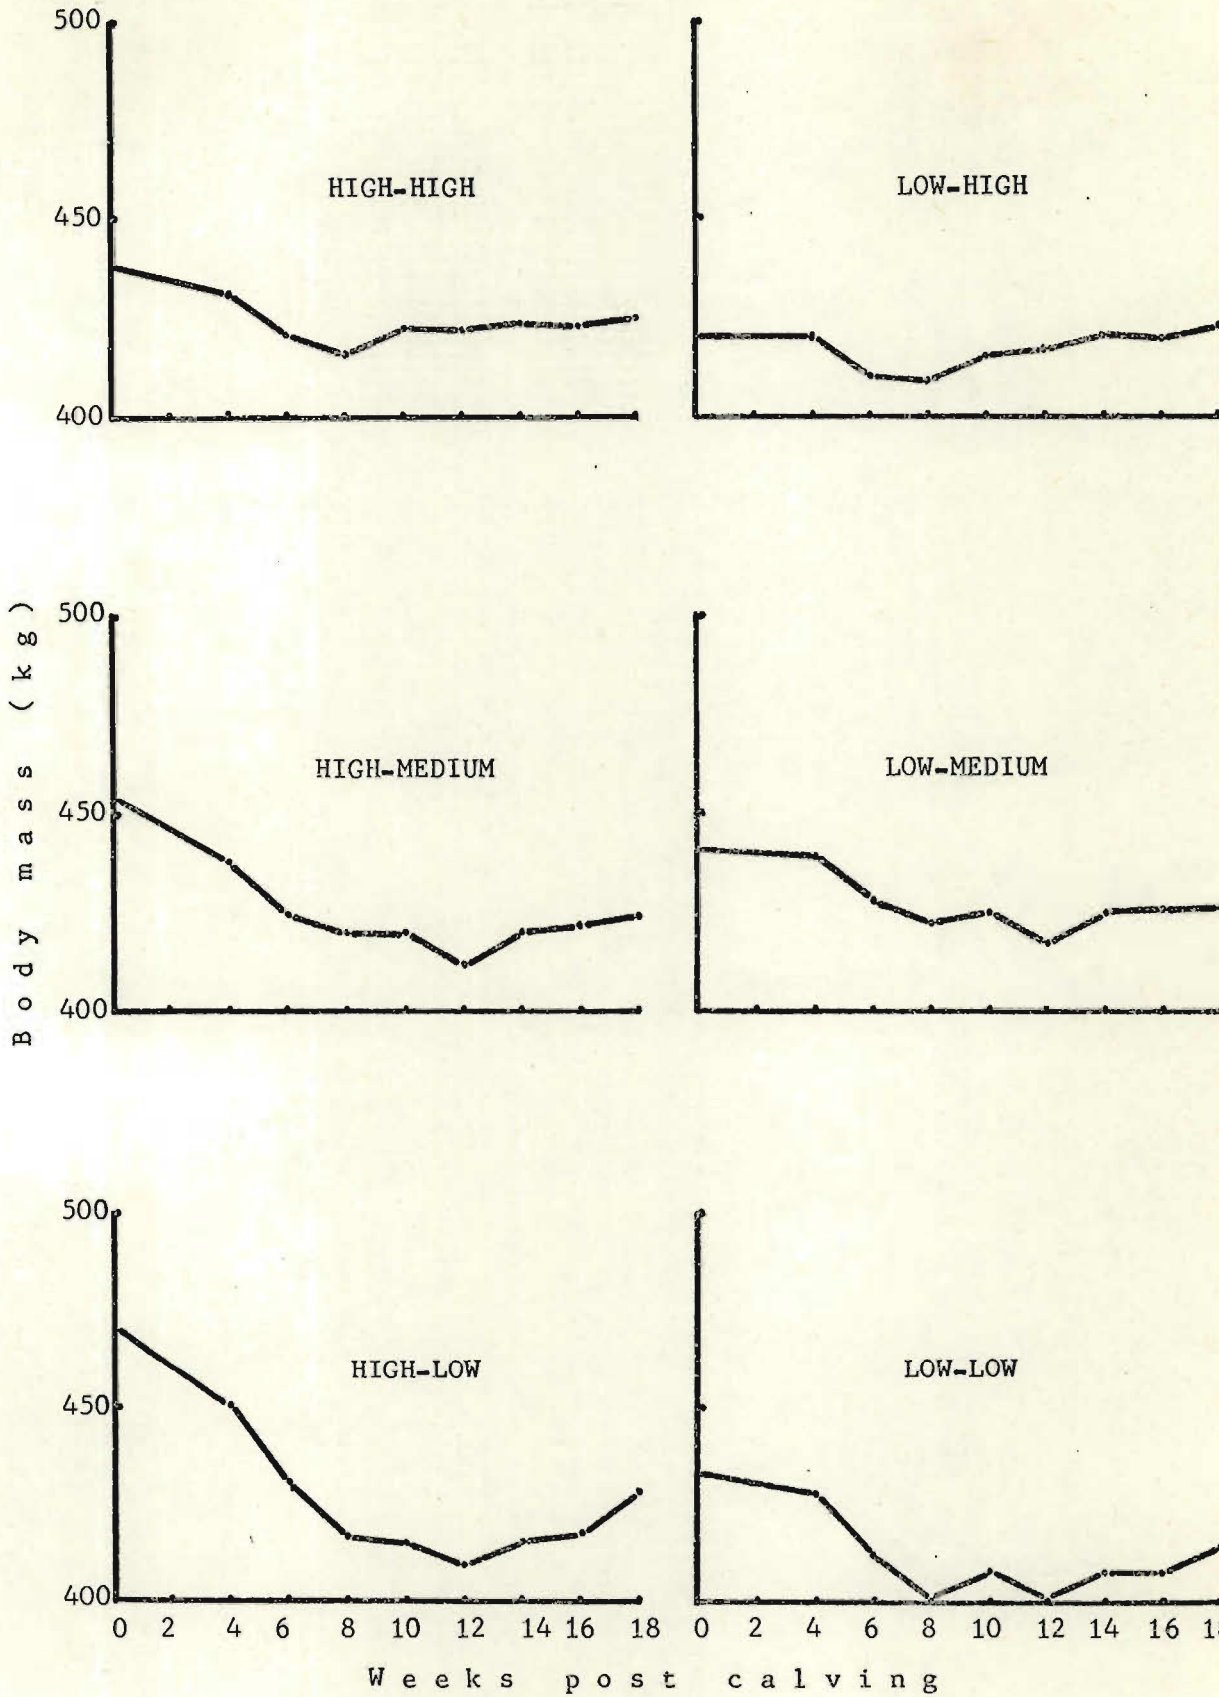 500
450
400
HIGH-HIGH
LOW-HIGH
500
450
400
HIGH-MEDIUM
LOW-MEDIUM
Body mass (kg)
500
450
400
HIGH-LOW
LOW-LOW
0 2 4 6 8 10 12 14 16 18
0 2 4 6 8 10 12 14 16
Weeks post calving